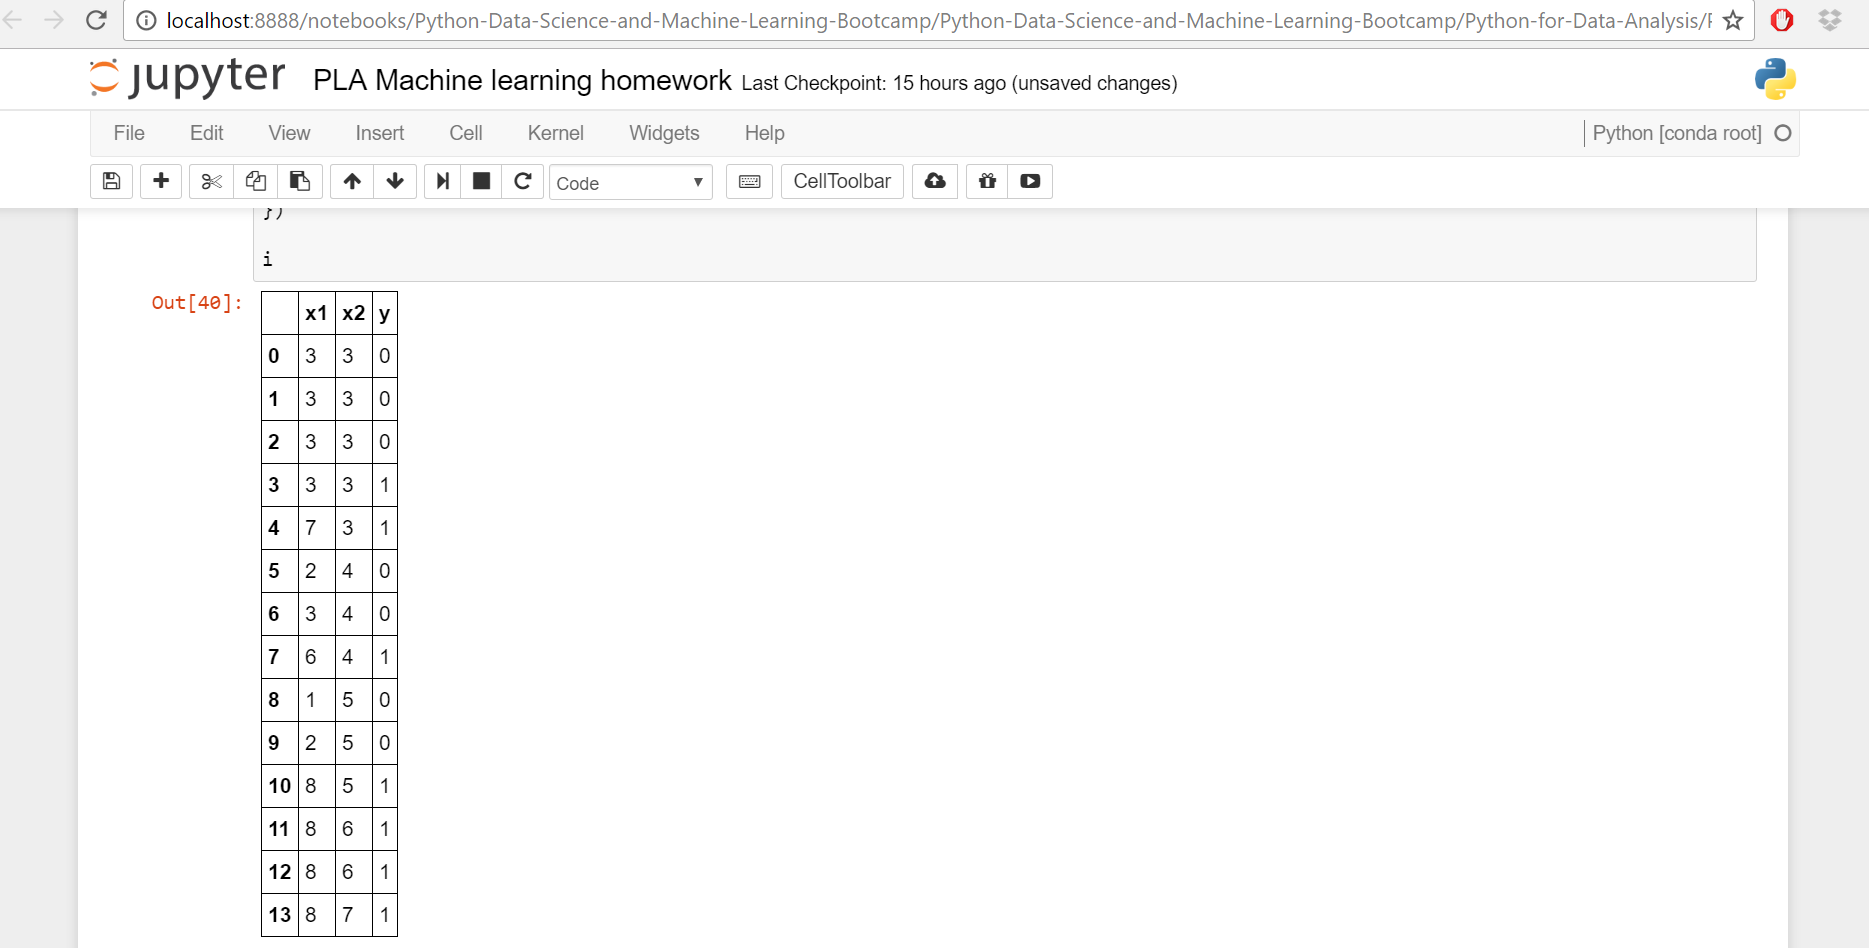 localhost:8888/notebooks/Python-Data-Science-and-Machine-Learning-Bootcamp/Python-Data-Science-and-Machine-Learning-Bootcamp/Python-for-Data-Analysis/
jupyter PLA Machine learning homework Last Checkpoint: 15 hours ago (unsaved changes)
File Edit View Insert Cell Kernel Widgets Help Python [conda root]
Code CellToolbar
})
i
Out[40]:
x1 x2 y
0 3 3 0
1 3 3 0
2 3 3 0
3 3 3 1
4 7 3 1
5 2 4 0
6 3 4 0
7 6 4 1
8 1 5 0
9 2 5 0
10 8 5 1
11 8 6 1
12 8 6 1
13 8 7 1